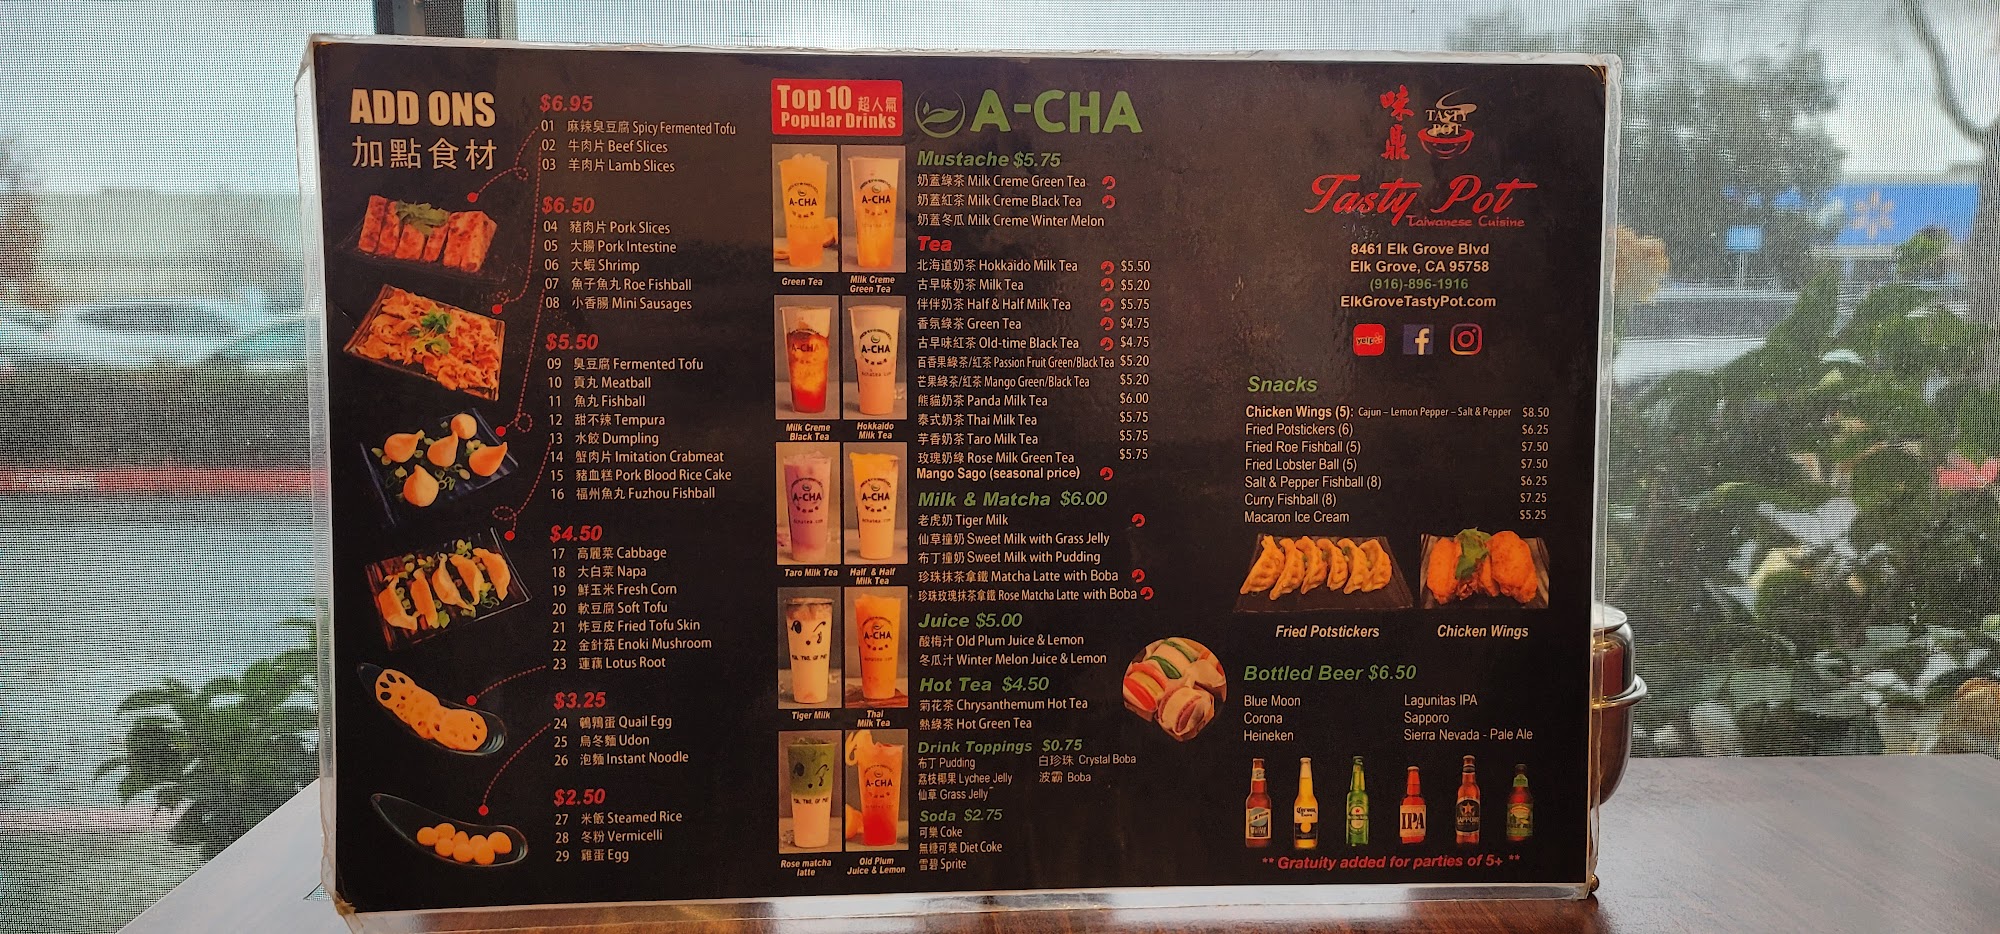 ADD ONS
加點食材
$6.95
01 麻辣臭豆腐 Spicy Fermented Tofu
02 牛肉片 Beef Slices
03 羊肉片 Lamb Slices
$6.50
04 豬肉片 Pork Slices
05 大腸 Pork Intestine
06 大蝦 Shrimp
07 魚子魚丸 Roe Fishball
08 小香腸 Mini Sausages
$5.50
09 臭豆腐 Fermented Tofu
10 貢丸 Meatball
11 魚丸 Fishball
12 甜不辣 Tempura
13 水餃 Dumpling
14 蟹肉片 Imitation Crabmeat
15 豬血糕 Pork Blood Rice Cake
16 福州魚丸 Fuzhou Fishball
$4.50
17 高麗菜 Cabbage
18 大白菜 Napa
19 鮮玉米 Fresh Corn
20 軟豆腐 Soft Tofu
21 炸豆皮 Fried Tofu Skin
22 金針菇 Enoki Mushroom
23 蓮藕 Lotus Root
$3.25
24 鵪鶉蛋 Quail Egg
25 烏冬麵 Udon
26 泡麵 Instant Noodle
$2.50
27 米飯 Steamed Rice
28 冬粉 Vermicelli
29 雞蛋 Egg
Top 10 超人氣
Popular Drinks
A-CHA
A-CHA
Green Tea
Milk Creme
Green Tea
A-CHA
A-CHA
Milk Creme
Black Tea
Hokkaido
Milk Tea
A-CHA
A-CHA
Taro Milk Tea
Half & Half
Milk Tea
A-CHA
Tiger Milk
Thai
Milk Tea
A-CHA
Rose matcha
latte
Old Plum
Juice & Lemon
A-CHA
Mustache $5.75
奶蓋綠茶 Milk Creme Green Tea
奶蓋紅茶 Milk Creme Black Tea
奶蓋冬瓜 Milk Creme Winter Melon
Tea
北海道奶茶 Hokkaido Milk Tea $5.50
古早味奶茶 Milk Tea $5.20
伴伴奶茶 Half & Half Milk Tea $5.75
香氛綠茶 Green Tea $4.75
古早味紅茶 Old-time Black Tea $4.75
百香果綠茶/紅茶 Passion Fruit Green/Black Tea $5.20
芒果綠茶/紅茶 Mango Green/Black Tea $5.20
熊貓奶茶 Panda Milk Tea $6.00
泰式奶茶 Thai Milk Tea $5.75
芋香奶茶 Taro Milk Tea $5.75
玫瑰奶綠 Rose Milk Green Tea $5.75
Mango Sago (seasonal price)
Milk & Matcha $6.00
老虎奶 Tiger Milk
仙草撞奶 Sweet Milk with Grass Jelly
布丁撞奶 Sweet Milk with Pudding
珍珠抹茶拿鐵 Matcha Latte with Boba
珍珠玫瑰抹茶拿鐵 Rose Matcha Latte with Boba
Juice $5.00
酸梅汁 Old Plum Juice & Lemon
冬瓜汁 Winter Melon Juice & Lemon
Hot Tea $4.50
菊花茶 Chrysanthemum Hot Tea
熱綠茶 Hot Green Tea
Drink Toppings $0.75
布丁 Pudding 白珍珠 Crystal Boba
荔枝椰果 Lychee Jelly 波霸 Boba
仙草 Grass Jelly
Soda $2.75
可樂 Coke
無糖可樂 Diet Coke
雪碧 Sprite
味鼎
TASTY
POT
Tasty Pot
Taiwanese Cuisine
8461 Elk Grove Blvd
Elk Grove, CA 95758
(916)-896-1916
ElkGroveTastyPot.com
yelp
Snacks
Chicken Wings (5): Cajun – Lemon Pepper – Salt & Pepper $8.50
Fried Potstickers (6) $6.25
Fried Roe Fishball (5) $7.50
Fried Lobster Ball (5) $7.50
Salt & Pepper Fishball (8) $6.25
Curry Fishball (8) $7.25
Macaron Ice Cream $5.25
Fried Potstickers
Chicken Wings
Bottled Beer $6.50
Blue Moon Lagunitas IPA
Corona Sapporo
Heineken Sierra Nevada - Pale Ale
IPA
** Gratuity added for parties of 5+ **